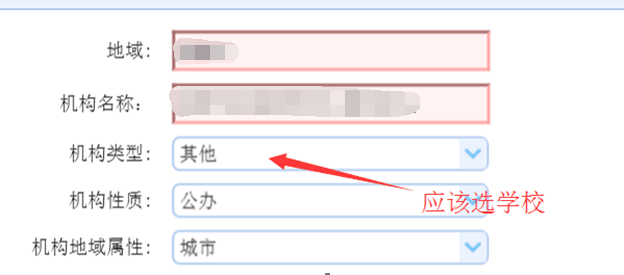 地域：
机构名称：
机构类型： 其他
机构性质： 公办
应该选学校
机构地域属性： 城市